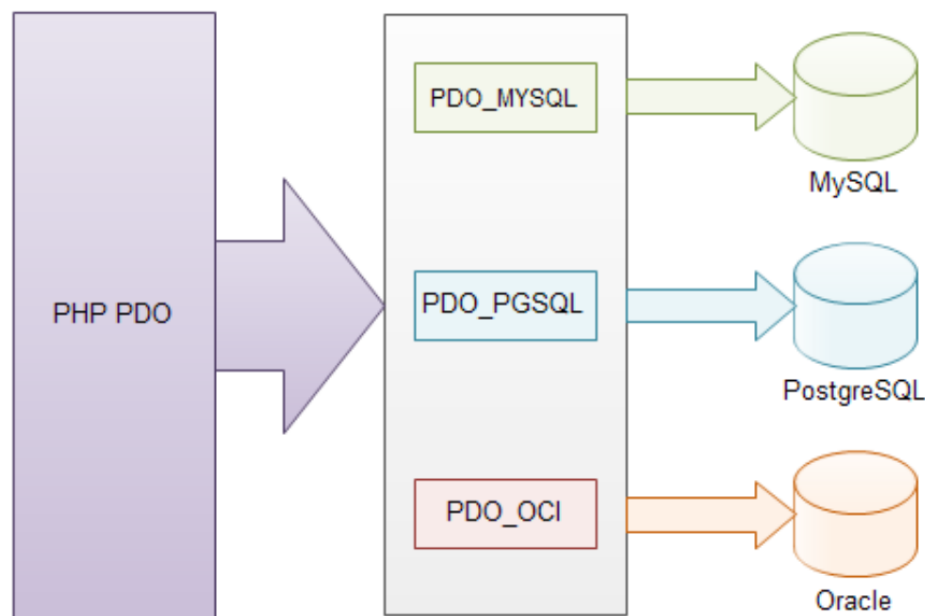 PHP PDO
PDO_MYSQL
MySQL
PDO_PGSQL
PostgreSQL
PDO_OCI
Oracle